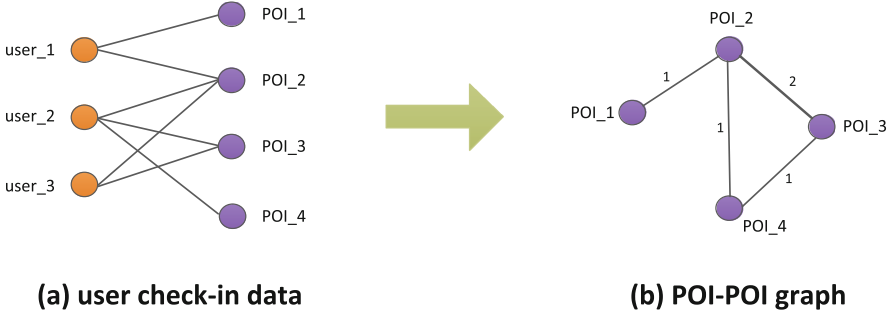 user_1
user_2
user_3
POI_1
POI_2
POI_3
POI_4
(a) user check-in data
POI_2
1
2
POI_1
POI_3
1
1
POI_4
(b) POI-POI graph